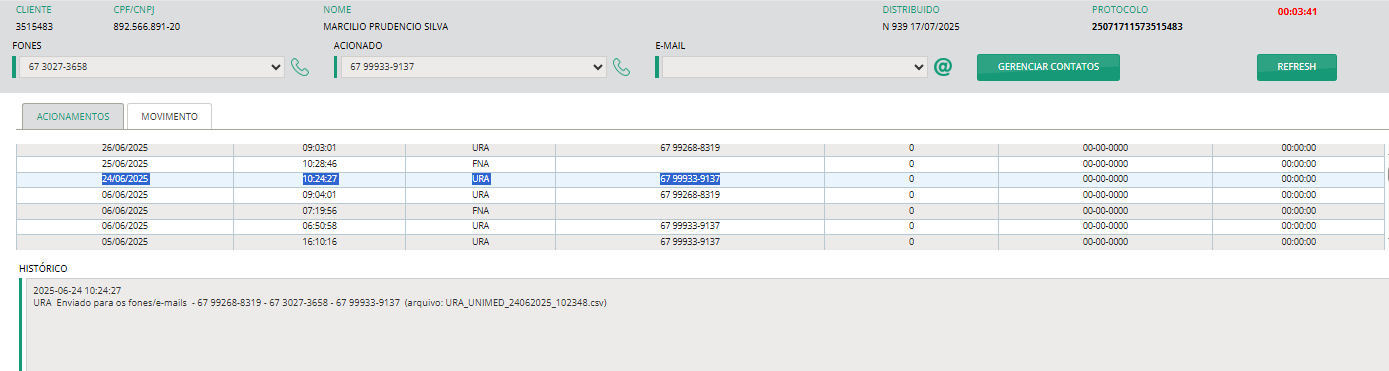 CLIENTE CPF/CNPJ NOME DISTRIBUIDO PROTOCOLO 00:03:41
3515483 892.566.891-20 MARCILIO PRUDENCIO SILVA N 939 17/07/2025 25071711573515483
FONES ACIONADO E-MAIL
67 3027-3658 67 99933-9137 @ GERENCIAR CONTATOS REFRESH
ACIONAMENTOS MOVIMENTO
26/06/2025 09:03:01 URA 67 99268-8319 0 00-00-0000 00:00:00
25/06/2025 10:28:46 FNA 0 00-00-0000 00:00:00
24/06/2025 10:24:27 URA 67 99933-9137 0 00-00-0000 00:00:00
06/06/2025 09:04:01 URA 67 99268-8319 0 00-00-0000 00:00:00
06/06/2025 07:19:56 FNA 0 00-00-0000 00:00:00
06/06/2025 06:50:58 URA 67 99933-9137 0 00-00-0000 00:00:00
05/06/2025 16:10:16 URA 67 99933-9137 0 00-00-0000 00:00:00
HISTÓRICO
2025-06-24 10:24:27
URA Enviado para os fones/e-mails - 67 99268-8319 - 67 3027-3658 - 67 99933-9137 (arquivo: URA_UNIMED_24062025_102348.csv)